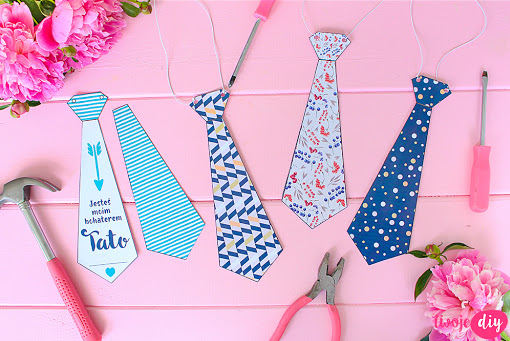 Jesteś
moim
bohaterem
Tato
twoje diy